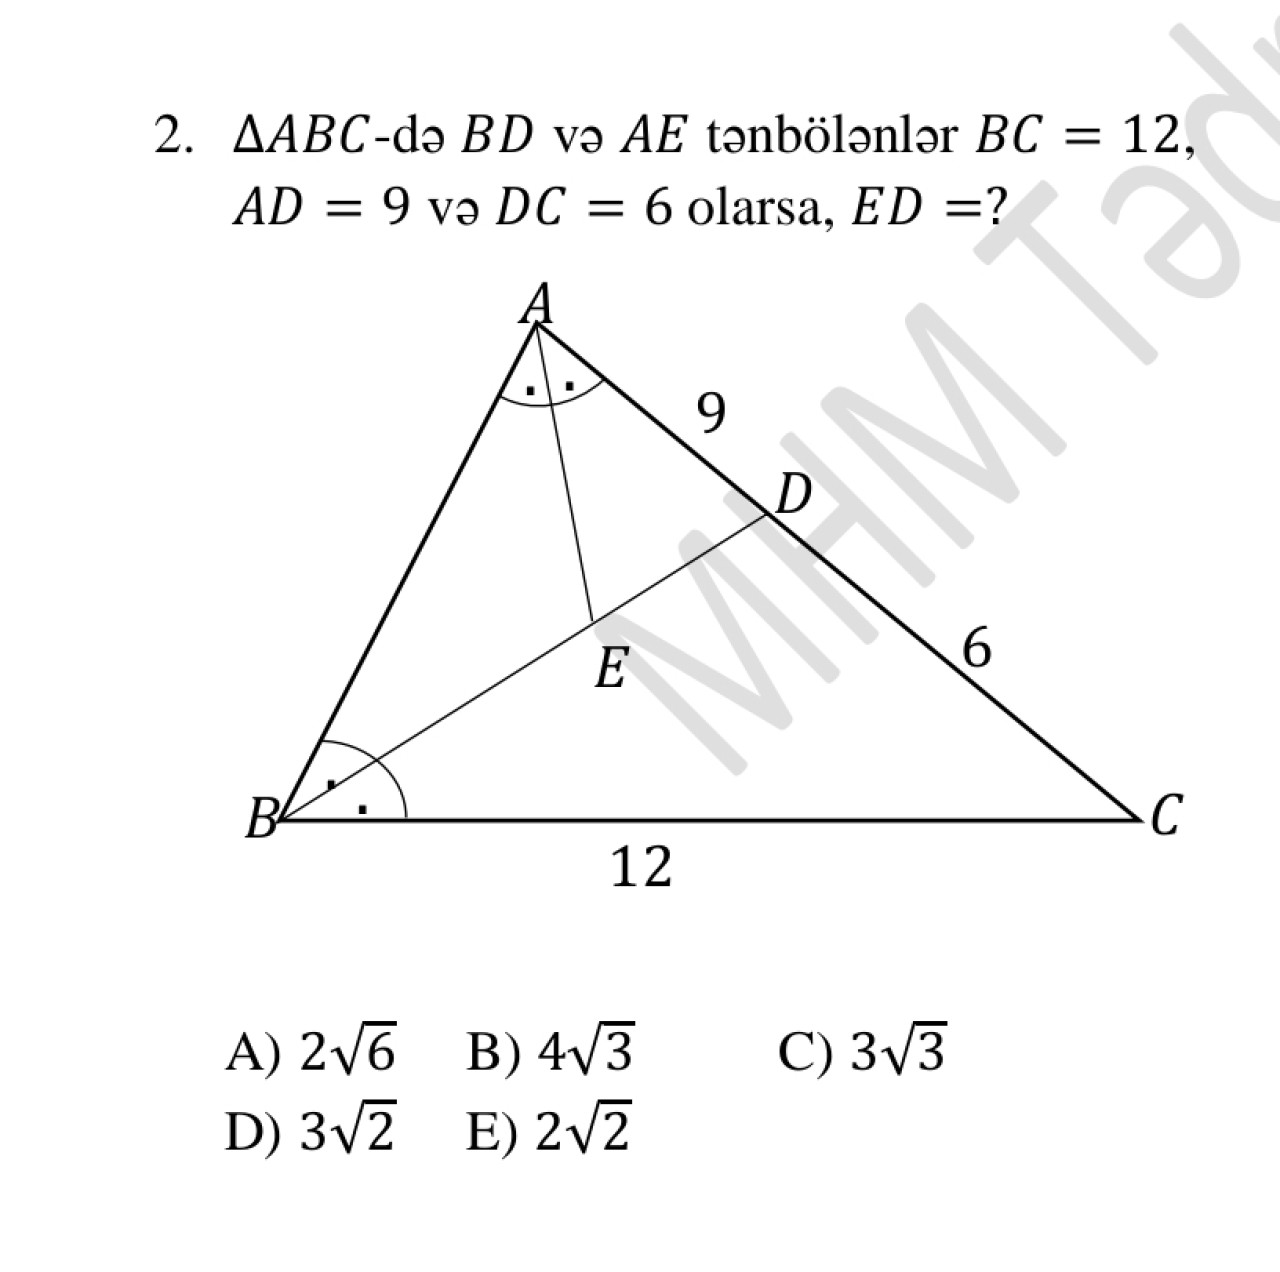 2. ΔABC-də BD və AE tənbölənlər BC = 12,
AD = 9 və DC = 6 olarsa, ED =?
A
9
D
6
E
B
C
12
A) 2√6 B) 4√3 C) 3√3
D) 3√2 E) 2√2
MHM